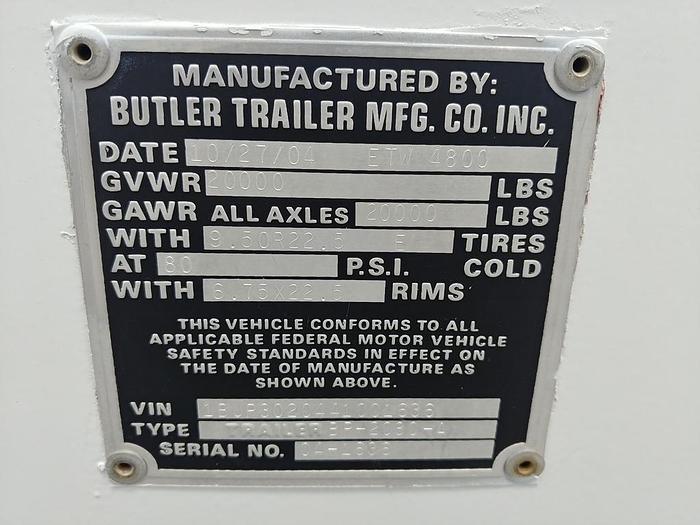 MANUFACTURED BY:
BUTLER TRAILER MFG. CO. INC.
DATE 10/27/04 ETW 4800
GVWR 20000 LBS
GAWR ALL AXLES 20000 LBS
WITH 9.50R22.5 E TIRES
AT 80 P.S.I. COLD
WITH 6.75X22.5 RIMS
THIS VEHICLE CONFORMS TO ALL
APPLICABLE FEDERAL MOTOR VEHICLE
SAFETY STANDARDS IN EFFECT ON
THE DATE OF MANUFACTURE AS
SHOWN ABOVE.
VIN
TYPE TRAILER
SERIAL NO.